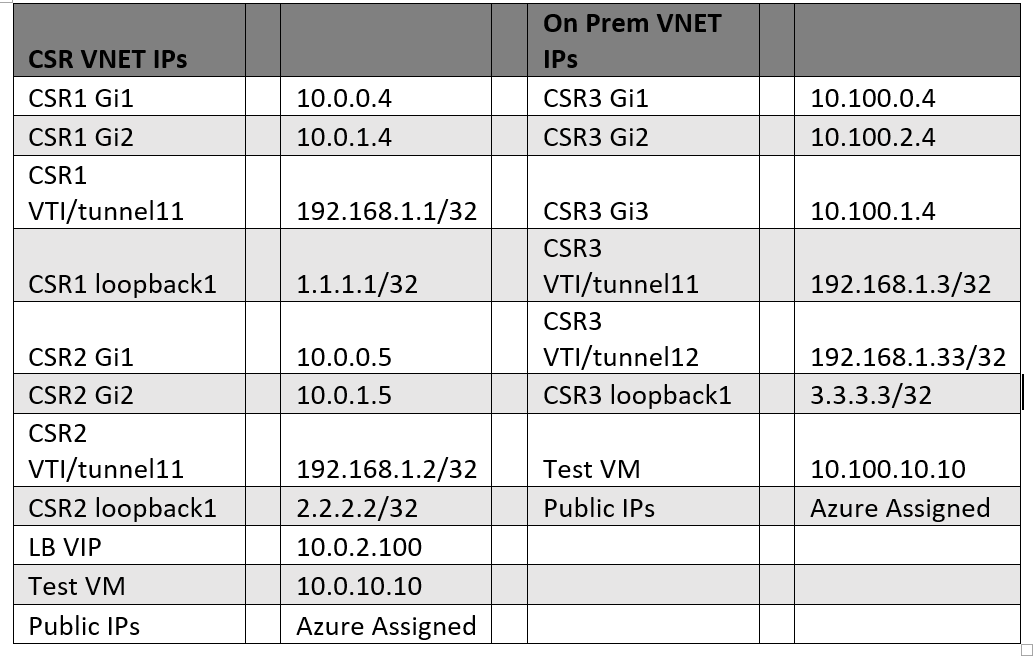 On Prem VNET
CSR VNET IPs IPs
CSR1 Gi1 10.0.0.4 CSR3 Gi1 10.100.0.4
CSR1 Gi2 10.0.1.4 CSR3 Gi2 10.100.2.4
CSR1
VTI/tunnel11 192.168.1.1/32 CSR3 Gi3 10.100.1.4
CSR3
CSR1 loopback1 1.1.1.1/32 VTI/tunnel11 192.168.1.3/32
CSR3
CSR2 Gi1 10.0.0.5 VTI/tunnel12 192.168.1.33/32
CSR2 Gi2 10.0.1.5 CSR3 loopback1 3.3.3.3/32
CSR2
VTI/tunnel11 192.168.1.2/32 Test VM 10.100.10.10
CSR2 loopback1 2.2.2.2/32 Public IPs Azure Assigned
LB VIP 10.0.2.100
Test VM 10.0.10.10
Public IPs Azure Assigned